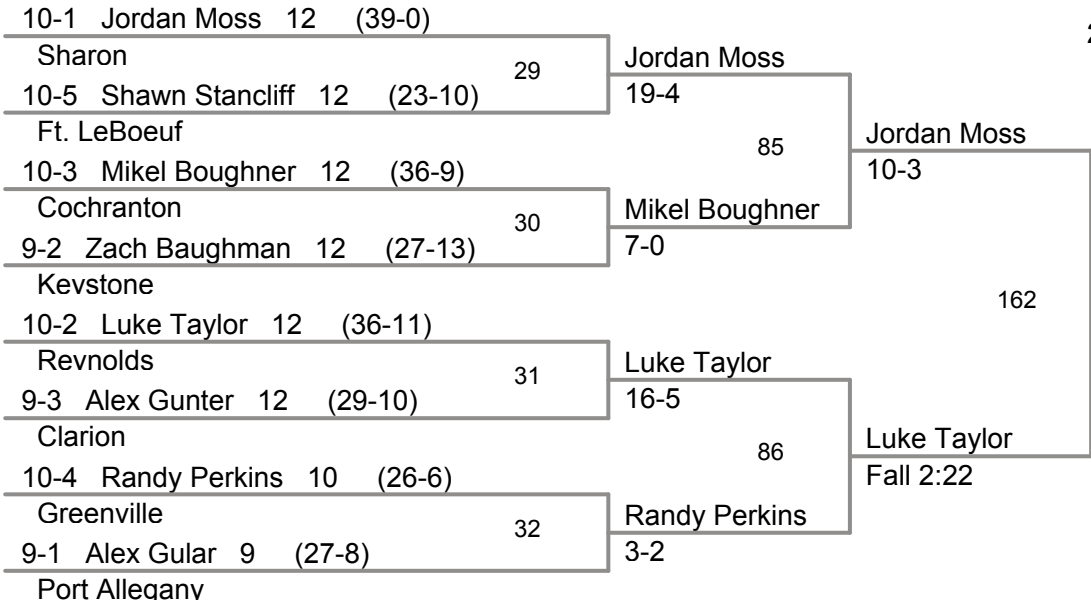 10-1 Jordan Moss 12 (39-0)
Sharon
10-5 Shawn Stancliff 12 (23-10)
Ft. LeBoeuf
10-3 Mikel Boughner 12 (36-9)
Cochranton
9-2 Zach Baughman 12 (27-13)
Keystone
10-2 Luke Taylor 12 (36-11)
Reynolds
9-3 Alex Gunter 12 (29-10)
Clarion
10-4 Randy Perkins 10 (26-6)
Greenville
9-1 Alex Gular 9 (27-8)
Port Allegany
29
30
31
32
Jordan Moss
19-4
Mikel Boughner
7-0
Luke Taylor
16-5
Randy Perkins
3-2
85
86
Jordan Moss
10-3
Luke Taylor
Fall 2:22
162